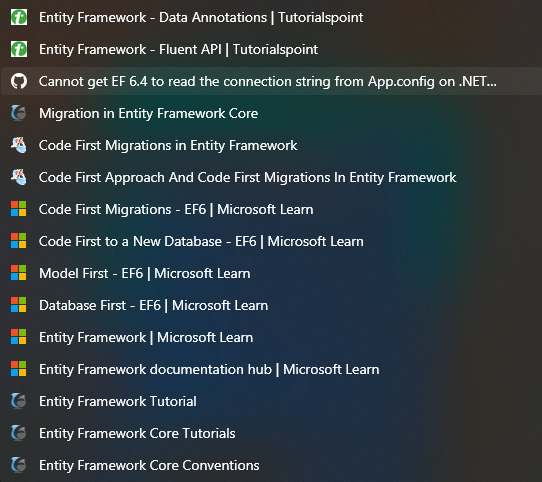 Entity Framework - Data Annotations | Tutorialspoint
Entity Framework - Fluent API | Tutorialspoint
Cannot get EF 6.4 to read the connection string from App.config on .NET...
Migration in Entity Framework Core
Code First Migrations in Entity Framework
Code First Approach And Code First Migrations In Entity Framework
Code First Migrations - EF6 | Microsoft Learn
Code First to a New Database - EF6 | Microsoft Learn
Model First - EF6 | Microsoft Learn
Database First - EF6 | Microsoft Learn
Entity Framework | Microsoft Learn
Entity Framework documentation hub | Microsoft Learn
Entity Framework Tutorial
Entity Framework Core Tutorials
Entity Framework Core Conventions